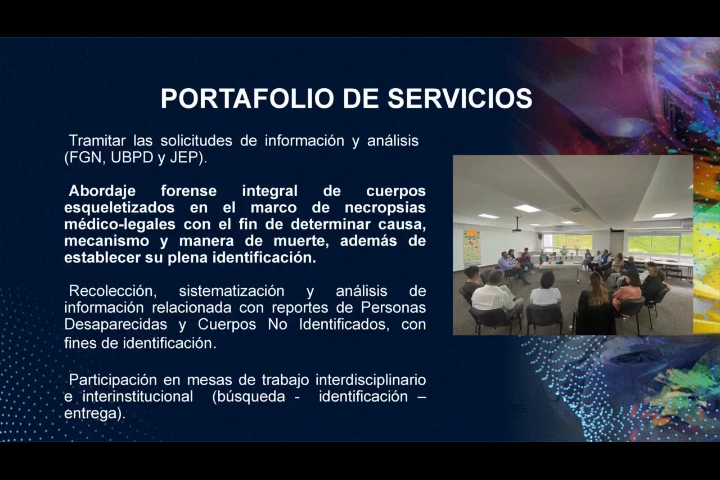 PORTAFOLIO DE SERVICIOS
Tramitar las solicitudes de información y análisis
(FGN, UBPD y JEP).
Abordaje forense integral de cuerpos
esqueletizados en el marco de necropsias
médico-legales con el fin de determinar causa,
mecanismo y manera de muerte, además de
establecer su plena identificación.
Recolección, sistematización y análisis de
información relacionada con reportes de Personas
Desaparecidas y Cuerpos No Identificados, con
fines de identificación.
Participación en mesas de trabajo interdisciplinario
e interinstitucional (búsqueda - identificación –
entrega).